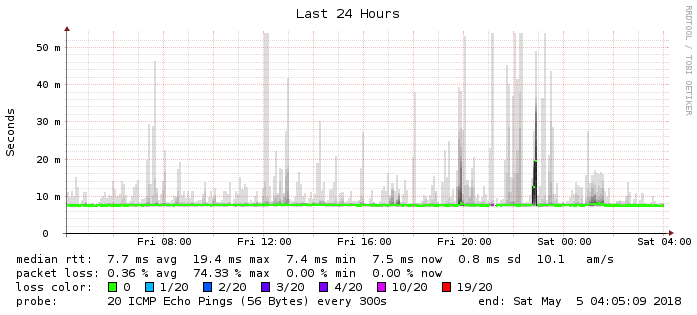 Last 24 Hours
RRDTOOL / TOBI OETIKER
Seconds
50 m
40 m
30 m
20 m
10 m
0
Fri 08:00 Fri 12:00 Fri 16:00 Fri 20:00 Sat 00:00 Sat 04:00
median rtt: 7.7 ms avg 19.4 ms max 7.4 ms min 7.5 ms now 0.8 ms sd 10.1 am/s
packet loss: 0.36 % avg 74.33 % max 0.00 % min 0.00 % now
loss color: 0 1/20 2/20 3/20 4/20 10/20 19/20
probe: 20 ICMP Echo Pings (56 Bytes) every 300s end: Sat May 5 04:05:09 2018